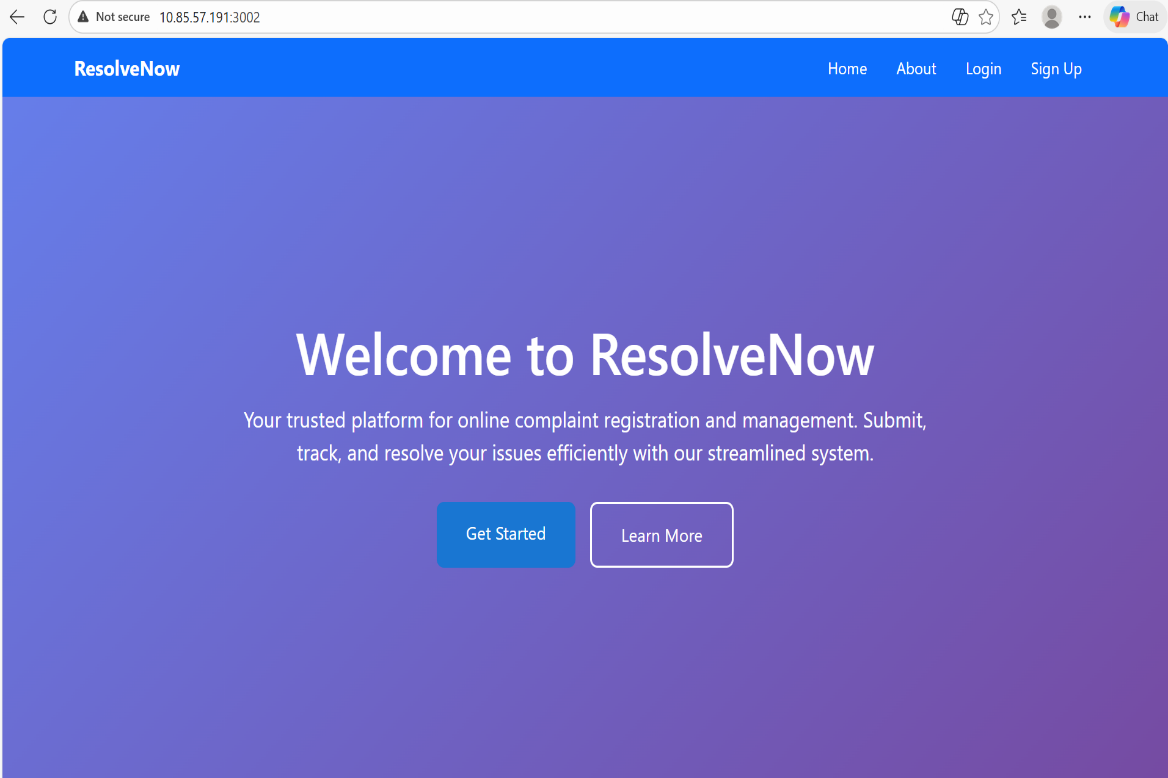 Not secure 10.85.57.191:3002
Chat
ResolveNow
Home About Login Sign Up
Welcome to ResolveNow
Your trusted platform for online complaint registration and management. Submit,
track, and resolve your issues efficiently with our streamlined system.
Get Started
Learn More